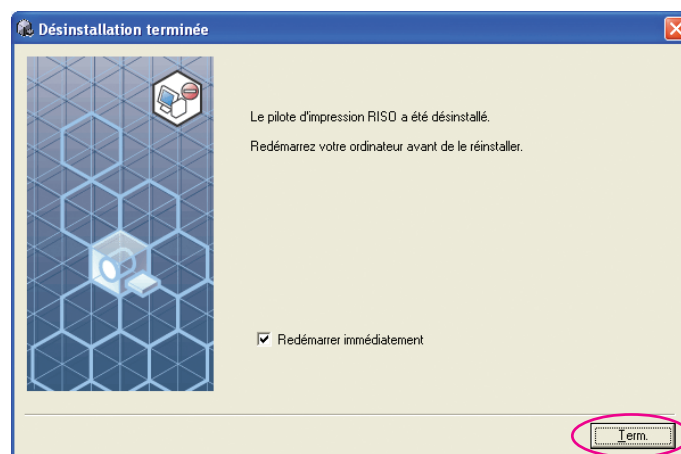 Désinstallation terminée
Le pilote d'impression RISO a été désinstallé.
Redémarrez votre ordinateur avant de le réinstaller.
Redémarrer immédiatement
Term.